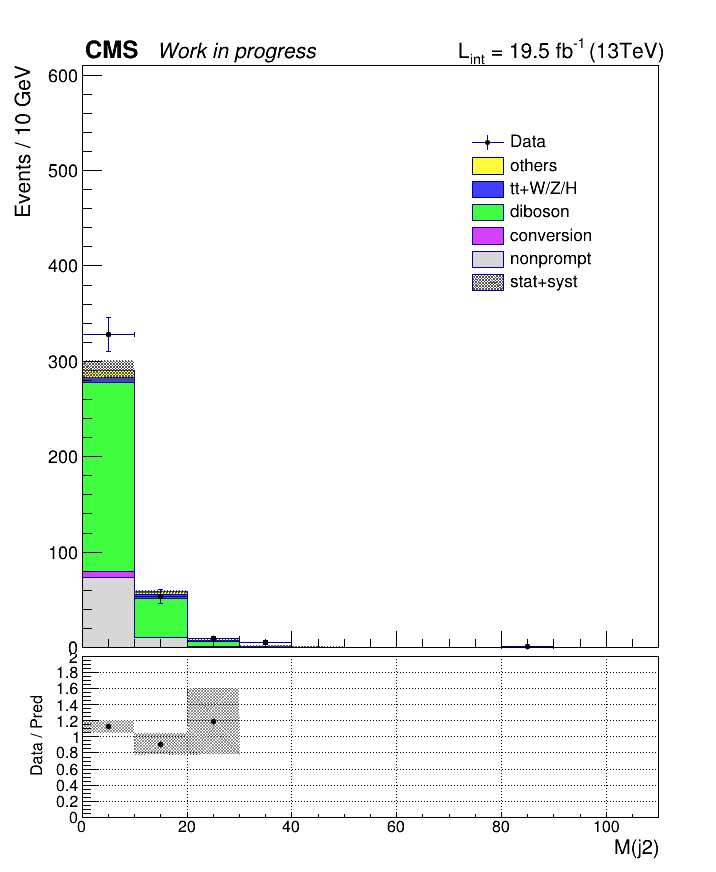 CMS Work in progress L_int = 19.5 fb⁻¹ (13TeV)
Events / 10 GeV
600
500
400
300
200
100
0
Data
others
tt+W/Z/H
diboson
conversion
nonprompt
stat+syst
Data / Pred
2
1.8
1.6
1.4
1.2
1
0.8
0.6
0.4
0.2
0
0 20 40 60 80 100
M(j2)